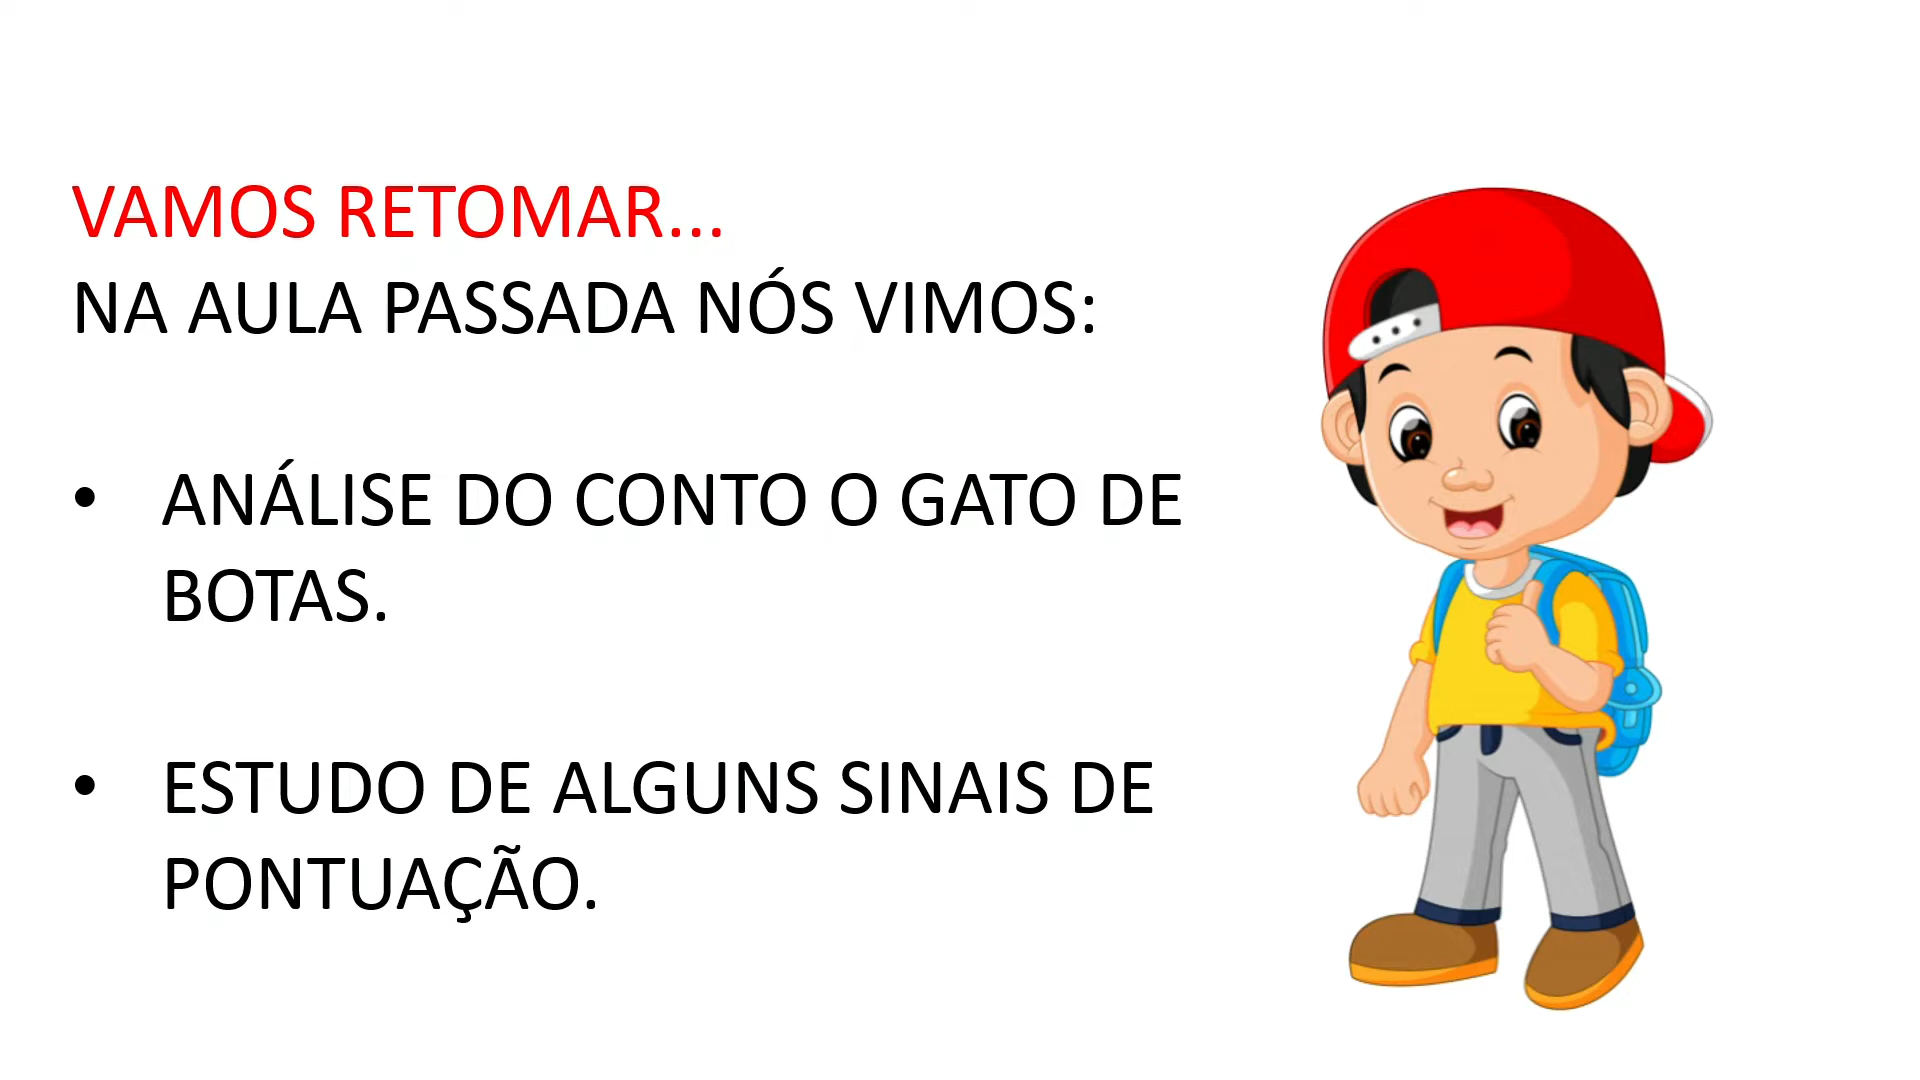 VAMOS RETOMAR...
NA AULA PASSADA NÓS VIMOS:
• ANÁLISE DO CONTO O GATO DE
BOTAS.
• ESTUDO DE ALGUNS SINAIS DE
PONTUAÇÃO.